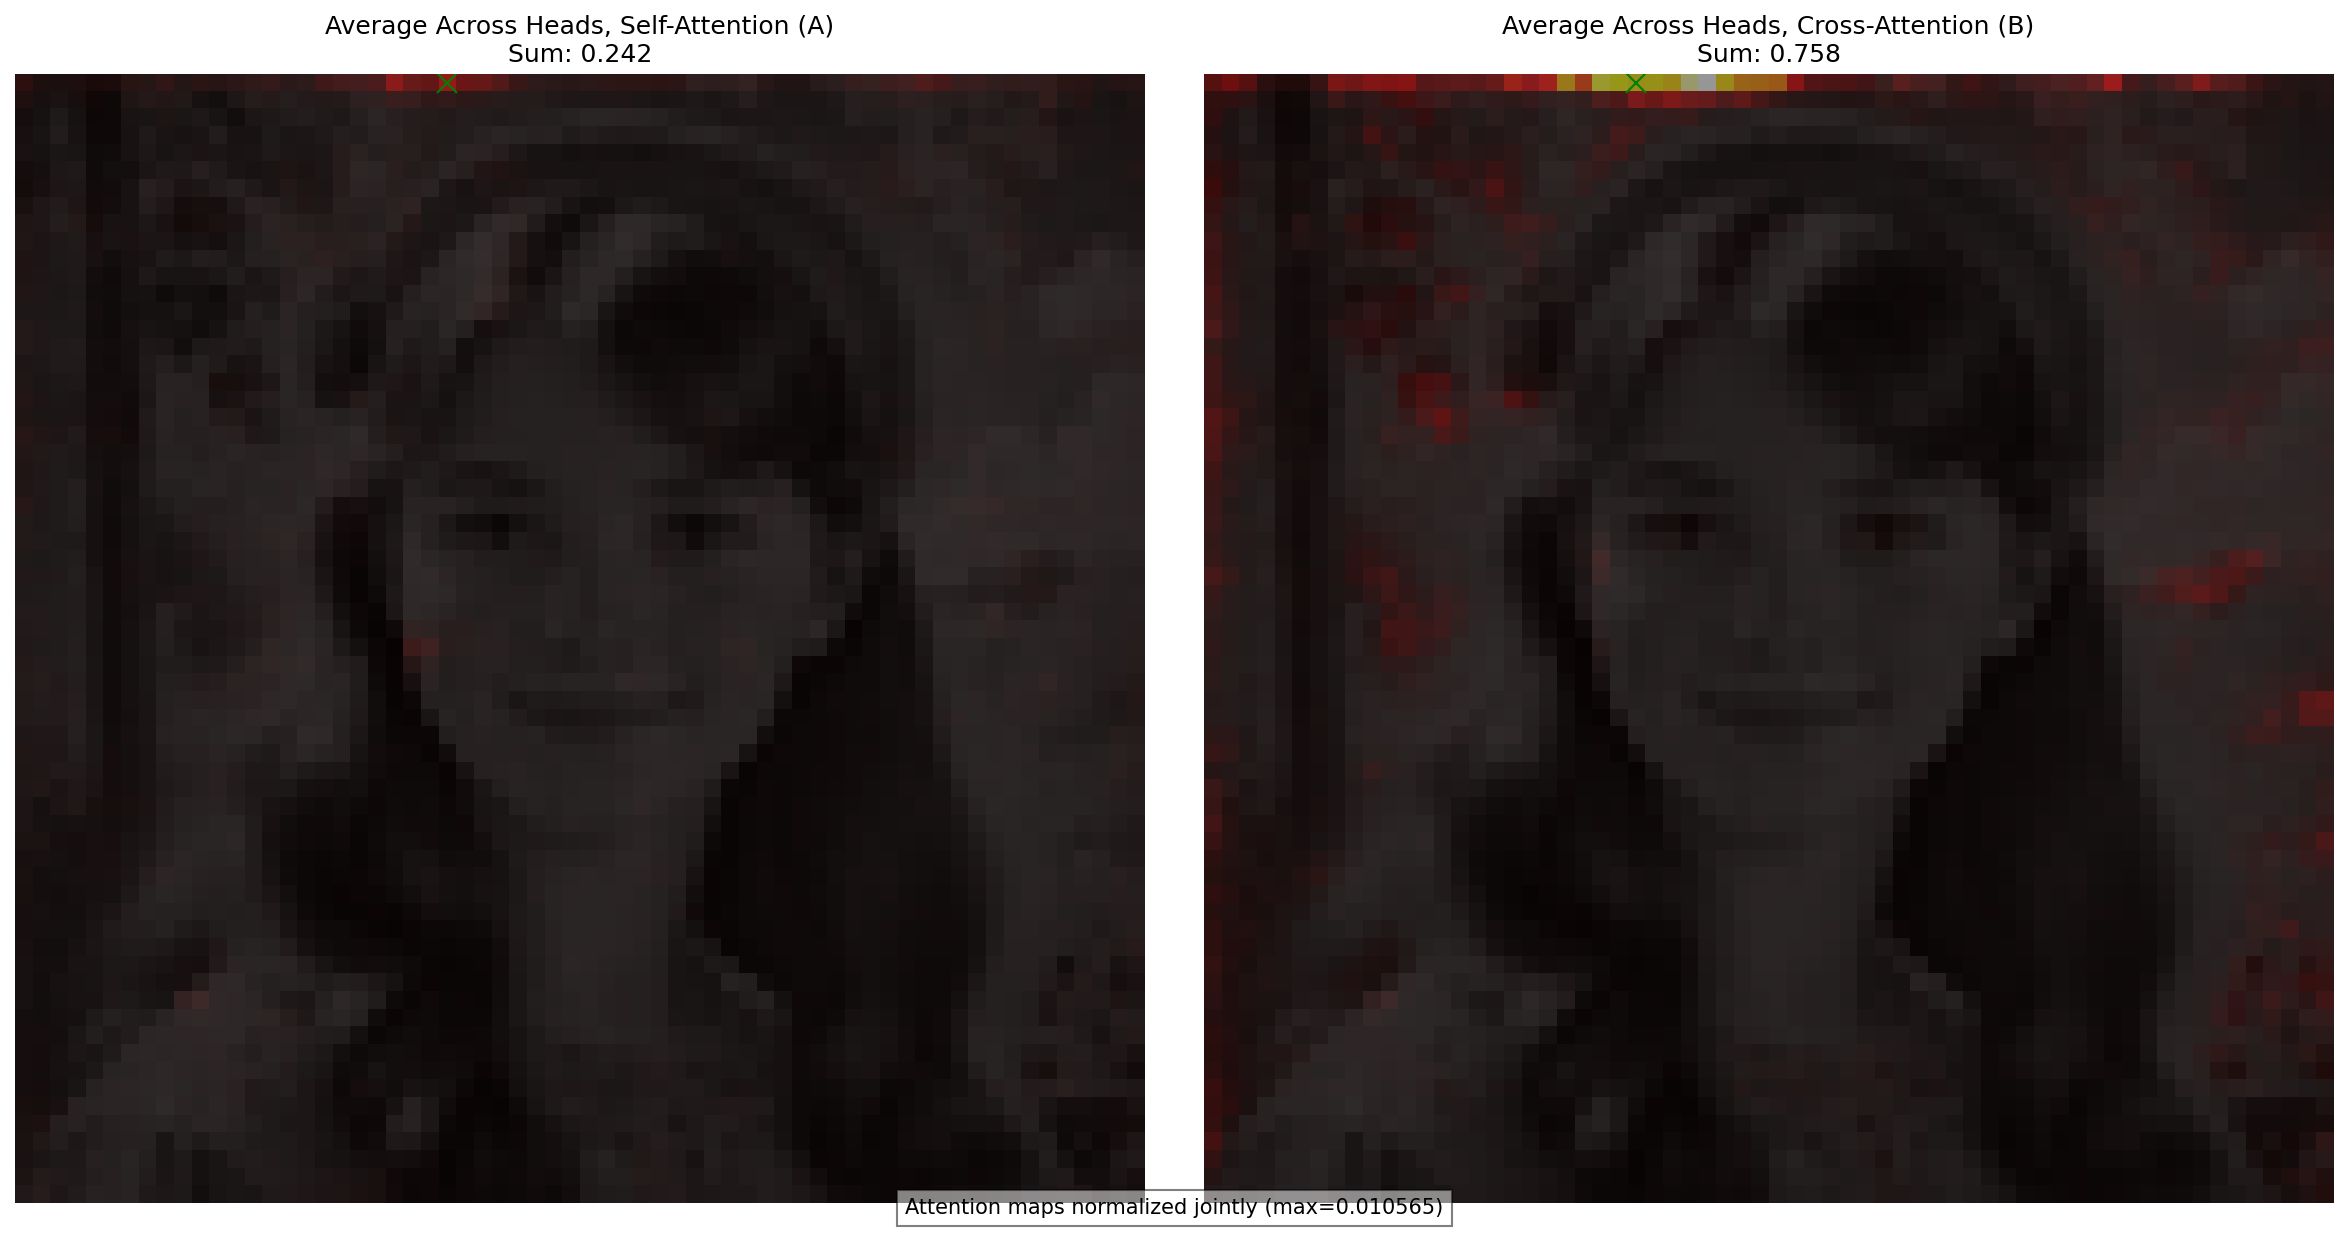 Average Across Heads, Self-Attention (A)
Sum: 0.242
Average Across Heads, Cross-Attention (B)
Sum: 0.758
Attention maps normalized jointly (max=0.010565)